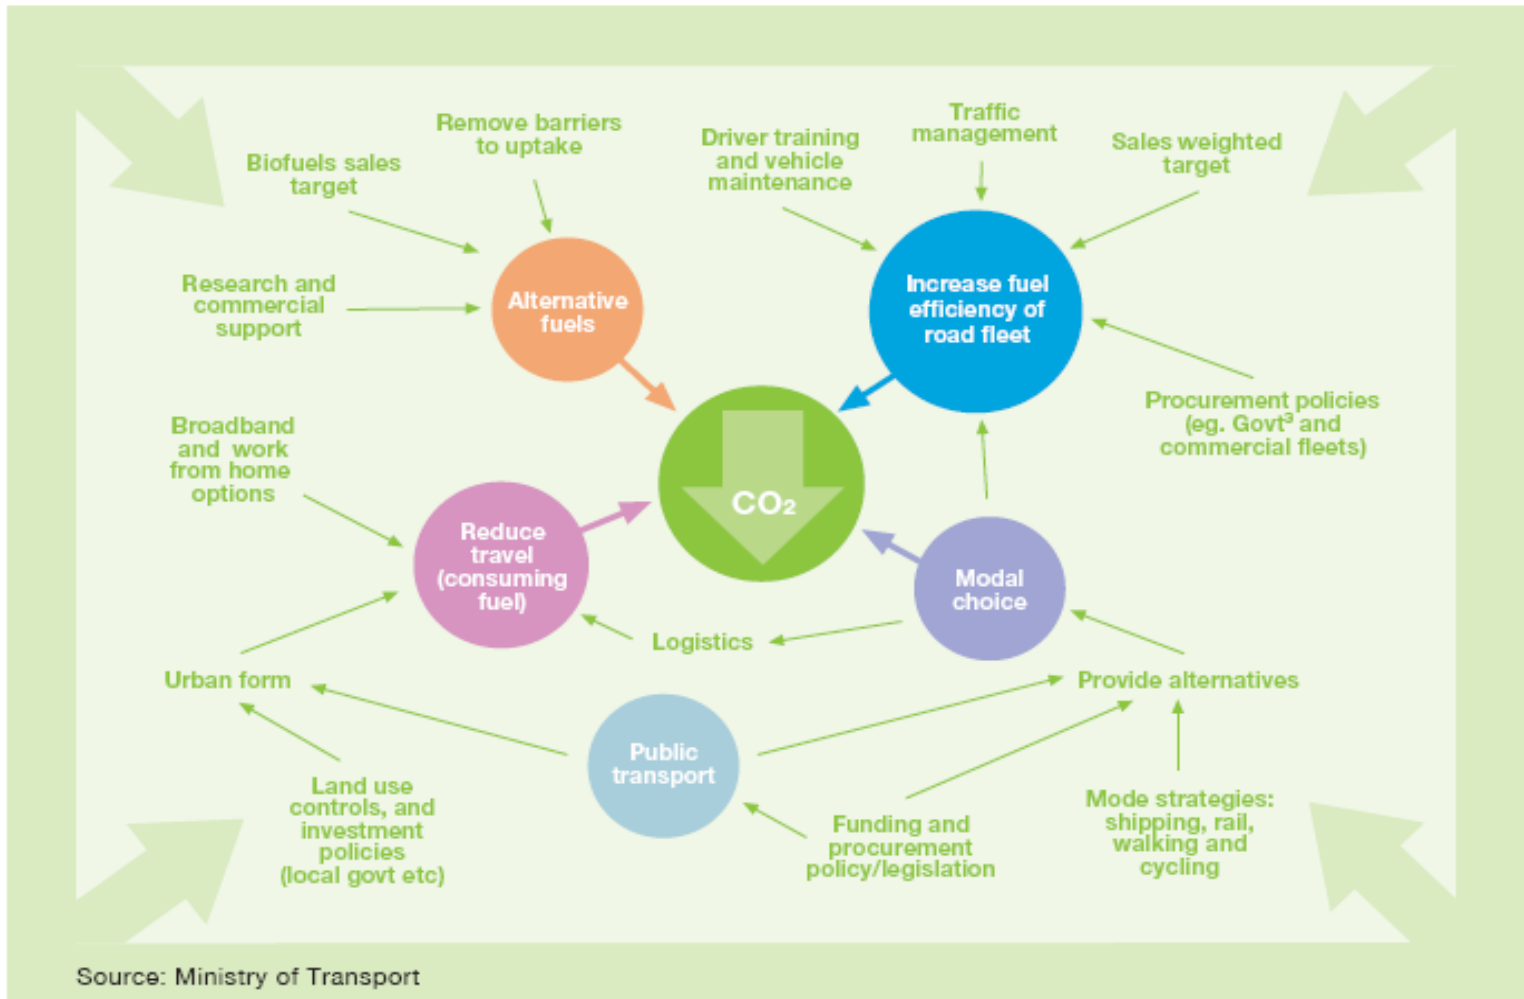 Biofuels sales
target
Remove barriers
to uptake
Driver training
and vehicle
maintenance
Traffic
management
Sales weighted
target
Research and
commercial
support
Alternative
fuels
Increase fuel
efficiency of
road fleet
Procurement policies
(eg. Govt³ and
commercial fleets)
Broadband
and work
from home
options
CO₂
Reduce
travel
(consuming
fuel)
Modal
choice
Logistics
Urban form
Provide alternatives
Public
transport
Land use
controls, and
investment
policies
(local govt etc)
Funding and
procurement
policy/legislation
Mode strategies:
shipping, rail,
walking and
cycling
Source: Ministry of Transport